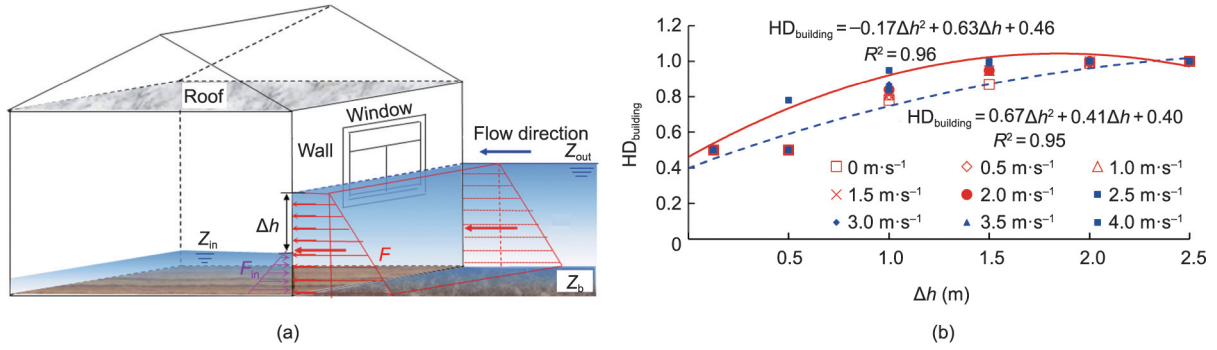 Roof
Window
Wall
Flow direction
Z_out
Δh
Z_in
F_in
F
Z_b
(a)
HD_building
1.2
1.0
0.8
0.6
0.4
0.2
0
HD_building = −0.17Δh² + 0.63Δh + 0.46
R² = 0.96
HD_building = 0.67Δh² + 0.41Δh + 0.40
R² = 0.95
0 m·s⁻¹ 0.5 m·s⁻¹ 1.0 m·s⁻¹
1.5 m·s⁻¹ 2.0 m·s⁻¹ 2.5 m·s⁻¹
3.0 m·s⁻¹ 3.5 m·s⁻¹ 4.0 m·s⁻¹
0.5 1.0 1.5 2.0 2.5
Δh (m)
(b)